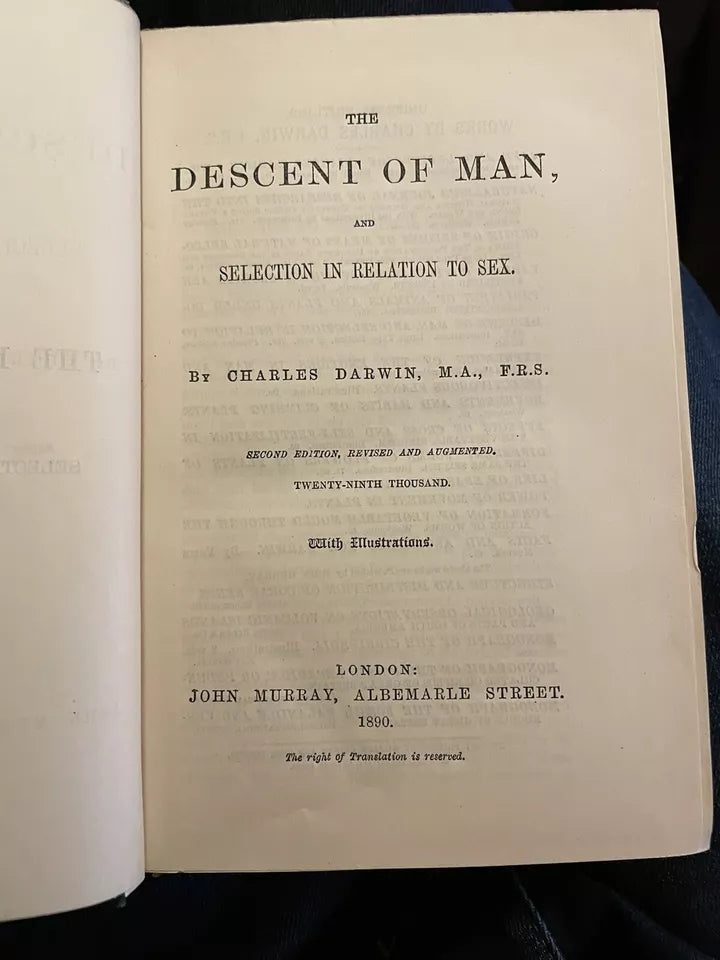 THE
DESCENT OF MAN,
AND
SELECTION IN RELATION TO SEX.
BY CHARLES DARWIN, M.A., F.R.S.
SECOND EDITION, REVISED AND AUGMENTED.
TWENTY-NINTH THOUSAND.
With Illustrations.
LONDON:
JOHN MURRAY, ALBEMARLE STREET.
1890.
The right of Translation is reserved.